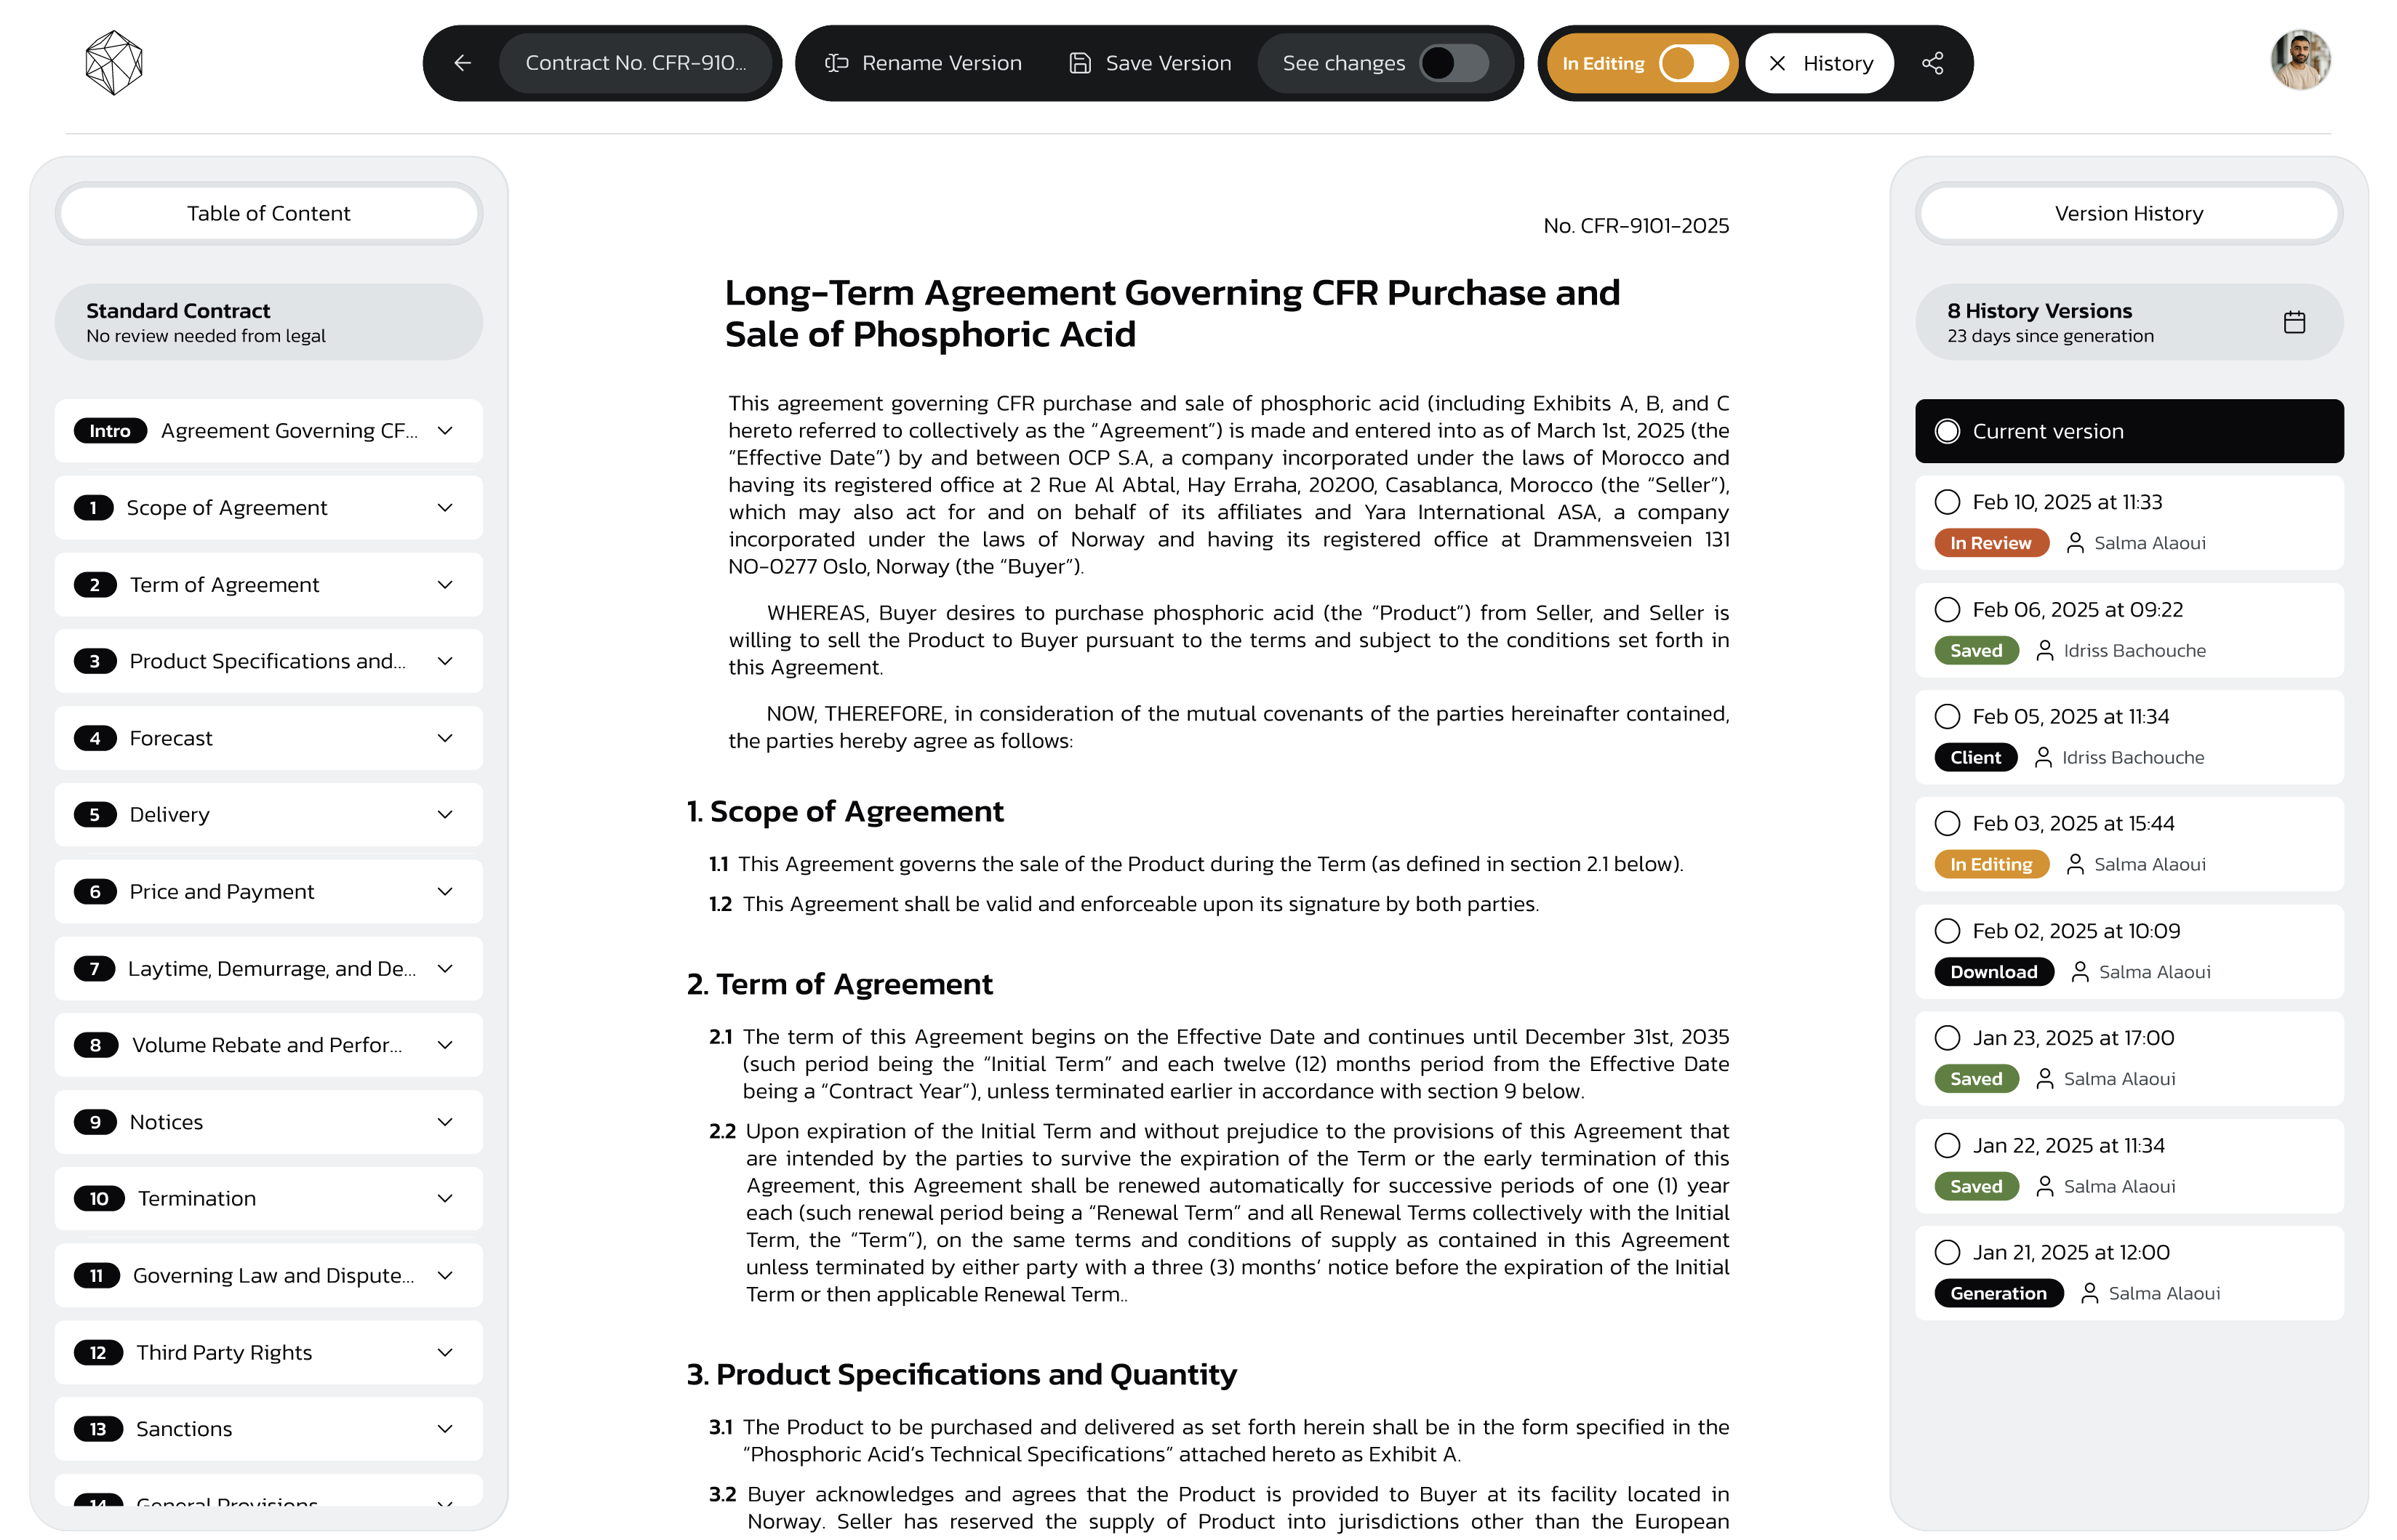 Contract No. CFR-910...
Rename Version
Save Version
See changes
In Editing
History
Table of Content
Standard Contract
No review needed from legal
Intro Agreement Governing CF...
1 Scope of Agreement
2 Term of Agreement
3 Product Specifications and...
4 Forecast
5 Delivery
6 Price and Payment
7 Laytime, Demurrage, and De...
8 Volume Rebate and Perfor...
9 Notices
10 Termination
11 Governing Law and Dispute...
12 Third Party Rights
13 Sanctions
14 General Provisions
No. CFR-9101-2025
Long-Term Agreement Governing CFR Purchase and
Sale of Phosphoric Acid
This agreement governing CFR purchase and sale of phosphoric acid (including Exhibits A, B, and C
hereto referred to collectively as the “Agreement”) is made and entered into as of March 1st, 2025 (the
“Effective Date”) by and between OCP S.A, a company incorporated under the laws of Morocco and
having its registered office at 2 Rue Al Abtal, Hay Erraha, 20200, Casablanca, Morocco (the “Seller”),
which may also act for and on behalf of its affiliates and Yara International ASA, a company
incorporated under the laws of Norway and having its registered office at Drammensveien 131
NO-0277 Oslo, Norway (the “Buyer”).
WHEREAS, Buyer desires to purchase phosphoric acid (the “Product”) from Seller, and Seller is
willing to sell the Product to Buyer pursuant to the terms and subject to the conditions set forth in
this Agreement.
NOW, THEREFORE, in consideration of the mutual covenants of the parties hereinafter contained,
the parties hereby agree as follows:
1. Scope of Agreement
1.1 This Agreement governs the sale of the Product during the Term (as defined in section 2.1 below).
1.2 This Agreement shall be valid and enforceable upon its signature by both parties.
2. Term of Agreement
2.1 The term of this Agreement begins on the Effective Date and continues until December 31st, 2035
(such period being the “Initial Term” and each twelve (12) months period from the Effective Date
being a “Contract Year”), unless terminated earlier in accordance with section 9 below.
2.2 Upon expiration of the Initial Term and without prejudice to the provisions of this Agreement that
are intended by the parties to survive the expiration of the Term or the early termination of this
Agreement, this Agreement shall be renewed automatically for successive periods of one (1) year
each (such renewal period being a “Renewal Term” and all Renewal Terms collectively with the Initial
Term, the “Term”), on the same terms and conditions of supply as contained in this Agreement
unless terminated by either party with a three (3) months’ notice before the expiration of the Initial
Term or then applicable Renewal Term..
3. Product Specifications and Quantity
3.1 The Product to be purchased and delivered as set forth herein shall be in the form specified in the
“Phosphoric Acid’s Technical Specifications” attached hereto as Exhibit A.
3.2 Buyer acknowledges and agrees that the Product is provided to Buyer at its facility located in
Norway. Seller has reserved the supply of Product into jurisdictions other than the European
Version History
8 History Versions
23 days since generation
Current version
Feb 10, 2025 at 11:33
In Review Salma Alaoui
Feb 06, 2025 at 09:22
Saved Idriss Bachouche
Feb 05, 2025 at 11:34
Client Idriss Bachouche
Feb 03, 2025 at 15:44
In Editing Salma Alaoui
Feb 02, 2025 at 10:09
Download Salma Alaoui
Jan 23, 2025 at 17:00
Saved Salma Alaoui
Jan 22, 2025 at 11:34
Saved Salma Alaoui
Jan 21, 2025 at 12:00
Generation Salma Alaoui